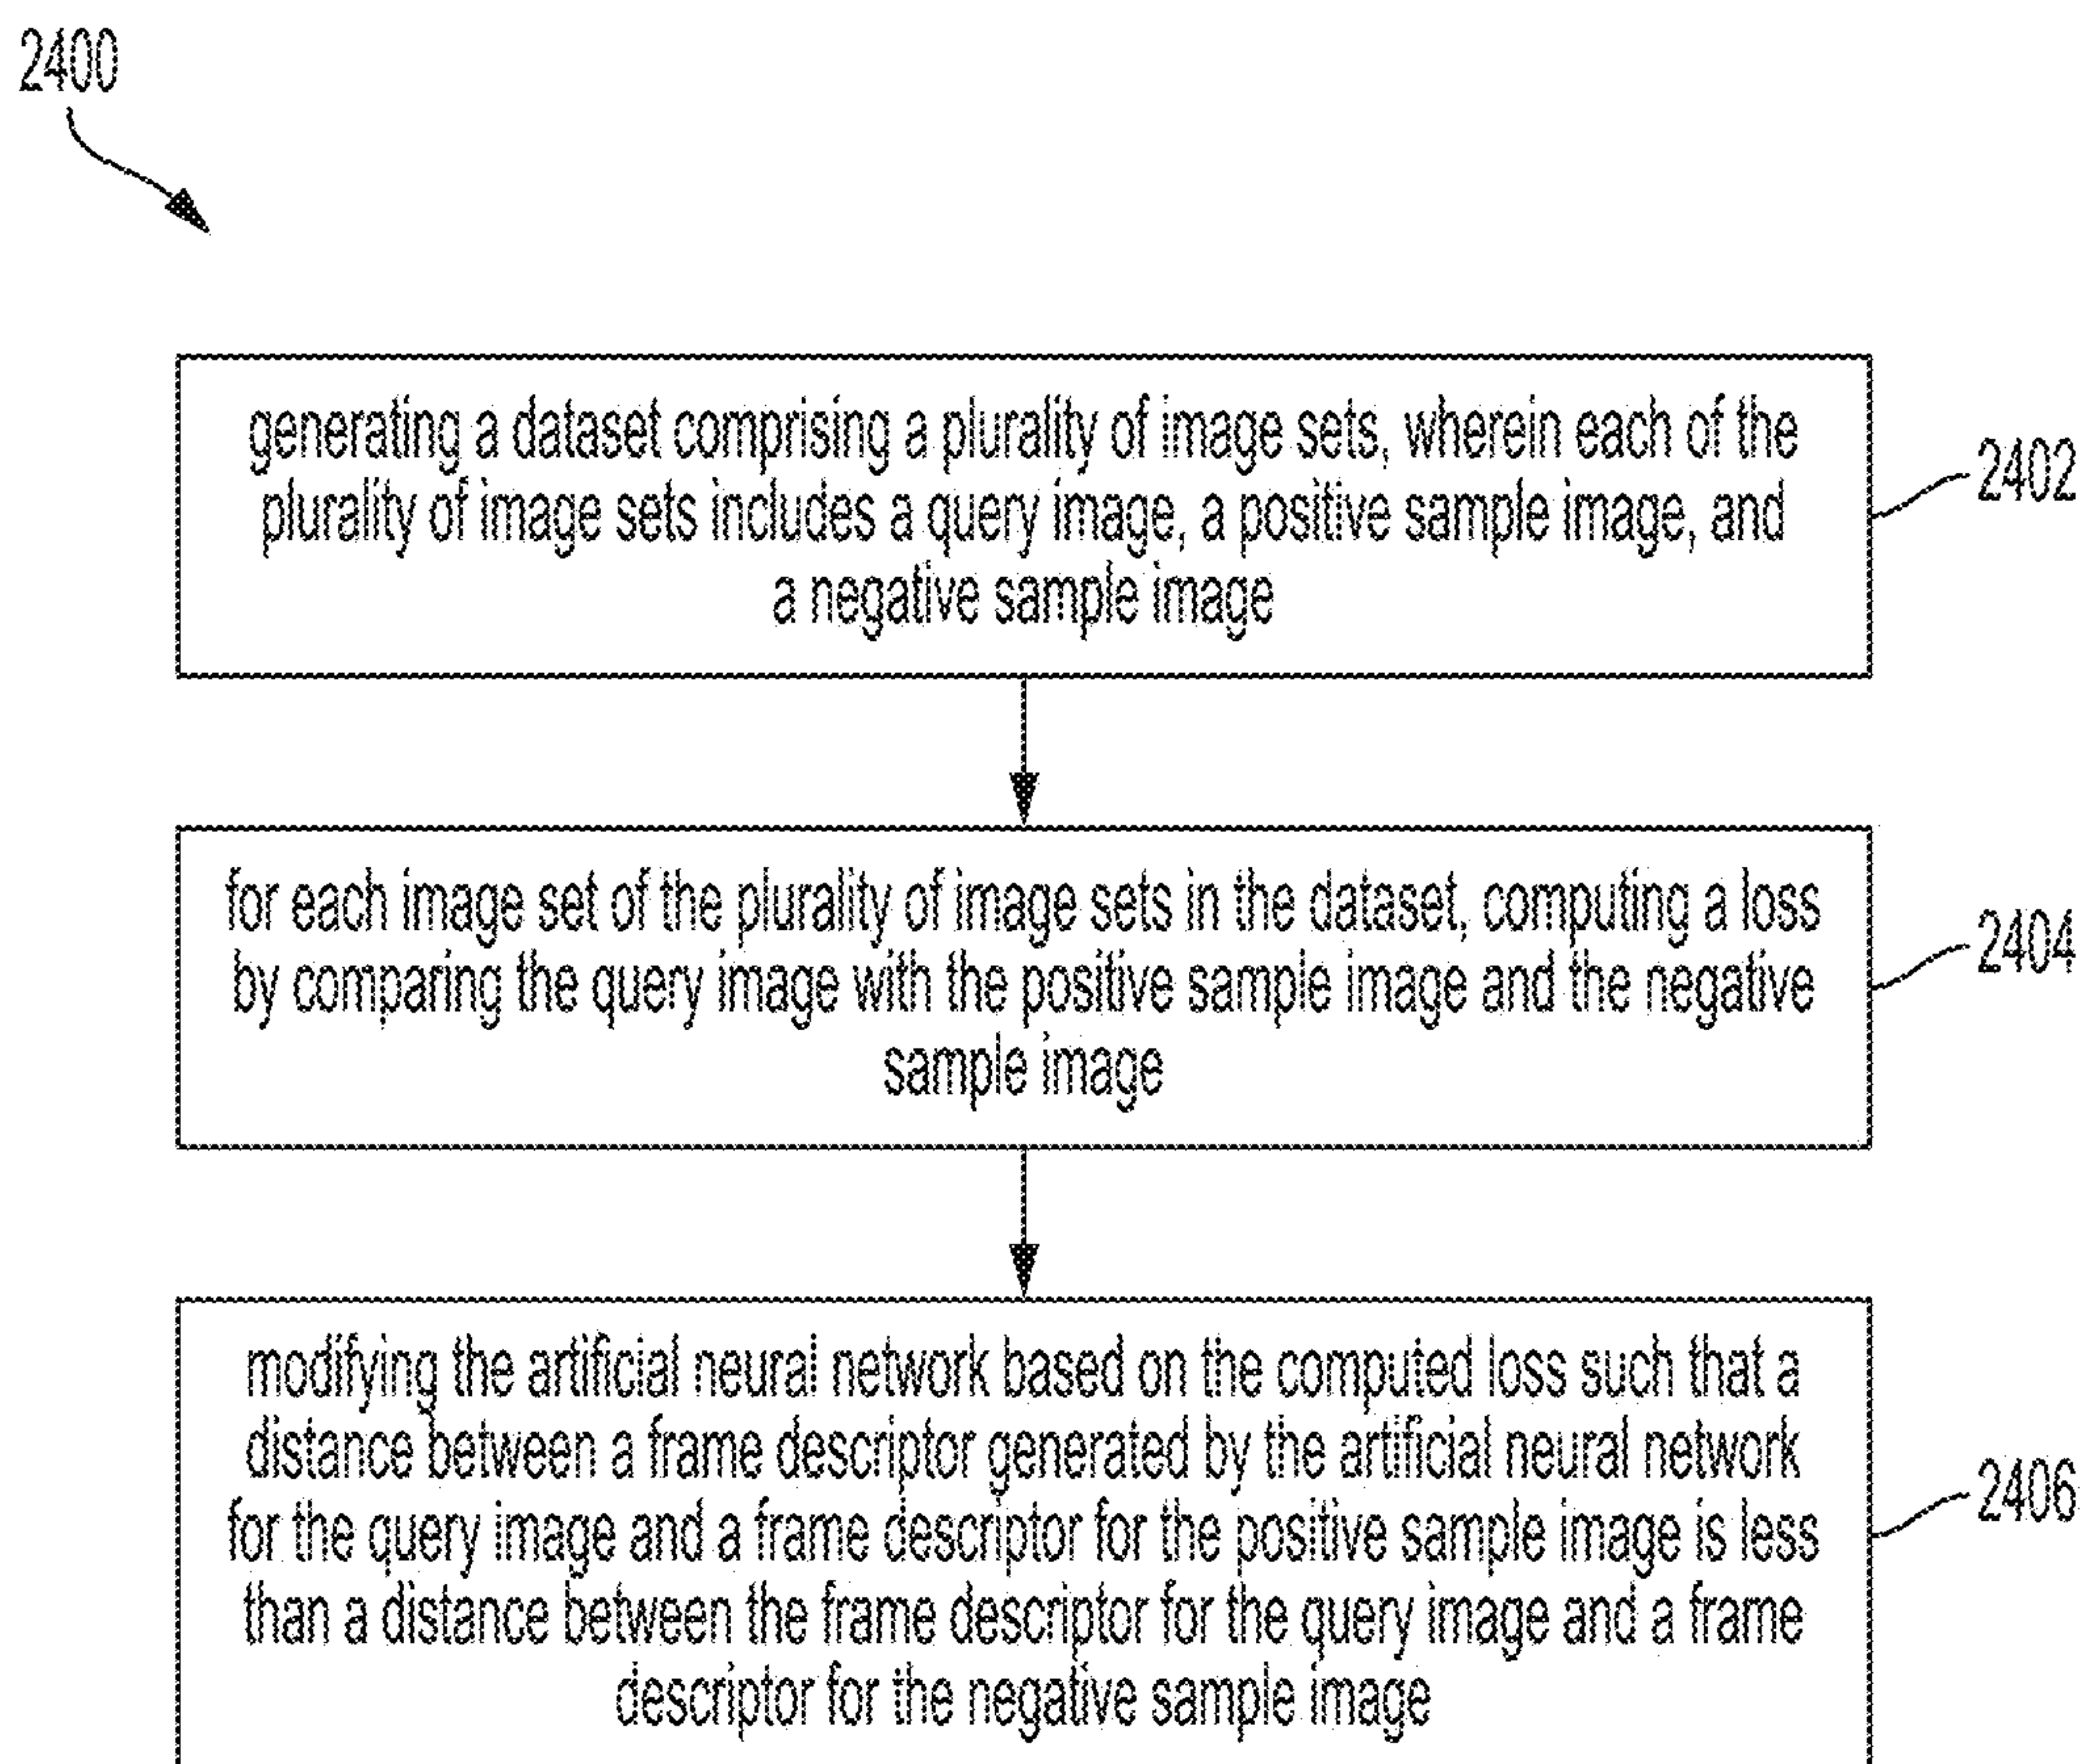 2400
generating a dataset comprising a plurality of image sets, wherein each of the
plurality of image sets includes a query image, a positive sample image, and
a negative sample image
2402
for each image set of the plurality of image sets in the dataset, computing a loss
by comparing the query image with the positive sample image and the negative
sample image
2404
modifying the artificial neural network based on the computed loss such that a
distance between a frame descriptor generated by the artificial neural network
for the query image and a frame descriptor for the positive sample image is less
than a distance between the frame descriptor for the query image and a frame
descriptor for the negative sample image
2406